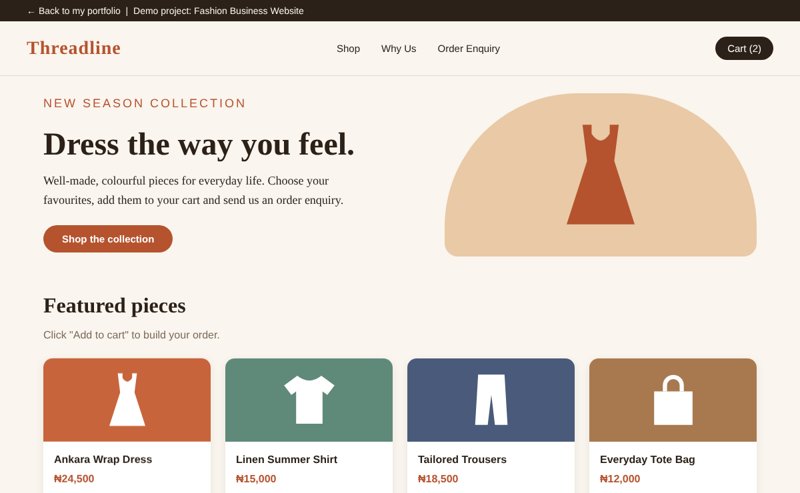 ← Back to my portfolio | Demo project: Fashion Business Website
Threadline
Shop
Why Us
Order Enquiry
Cart (2)
NEW SEASON COLLECTION
Dress the way you feel.
Well-made, colourful pieces for everyday life. Choose your
favourites, add them to your cart and send us an order enquiry.
Shop the collection
Featured pieces
Click "Add to cart" to build your order.
Ankara Wrap Dress
₦24,500
Linen Summer Shirt
₦15,000
Tailored Trousers
₦18,500
Everyday Tote Bag
₦12,000